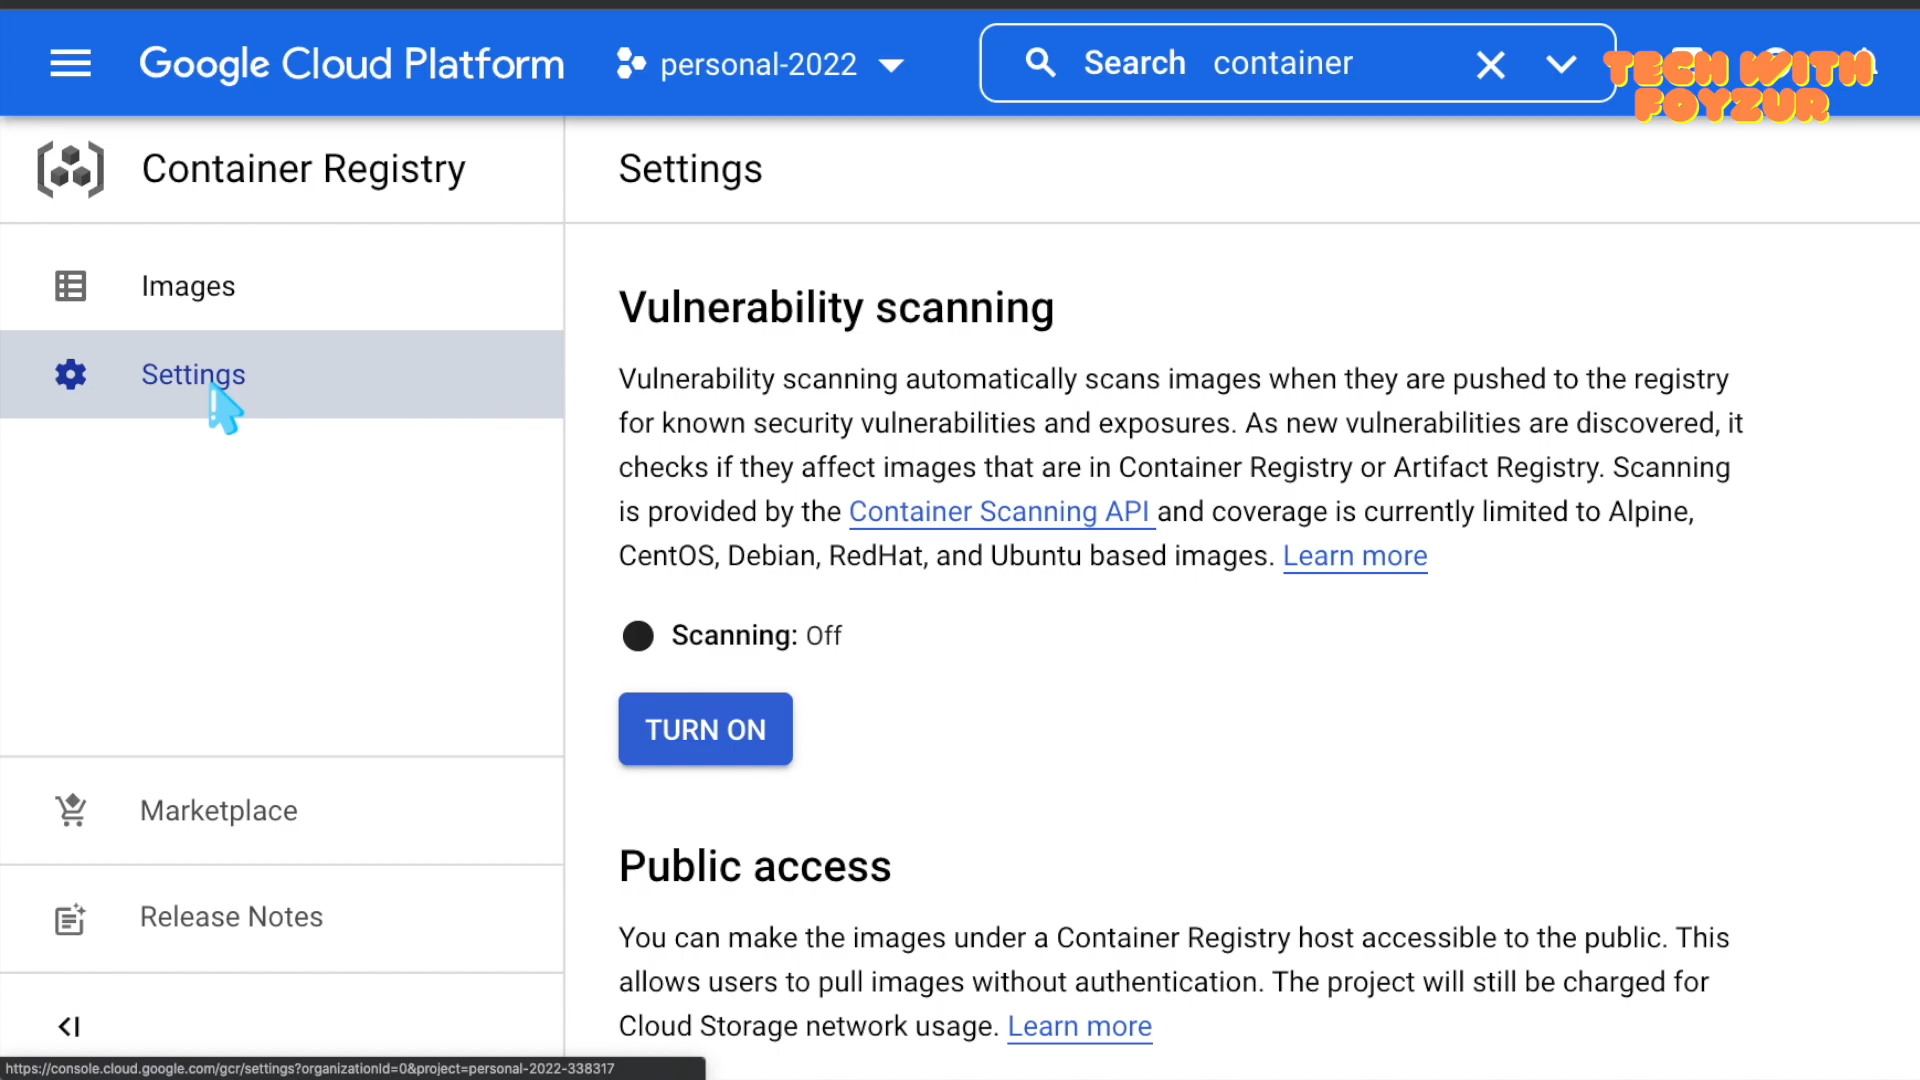 Google Cloud Platform
personal-2022
Search container
TECH WITH
FOYZUR
Container Registry
Settings
Images
Settings
Marketplace
Release Notes
Vulnerability scanning
Vulnerability scanning automatically scans images when they are pushed to the registry
for known security vulnerabilities and exposures. As new vulnerabilities are discovered, it
checks if they affect images that are in Container Registry or Artifact Registry. Scanning
is provided by the Container Scanning API and coverage is currently limited to Alpine,
CentOS, Debian, RedHat, and Ubuntu based images. Learn more
Scanning: Off
TURN ON
Public access
You can make the images under a Container Registry host accessible to the public. This
allows users to pull images without authentication. The project will still be charged for
Cloud Storage network usage. Learn more
https://console.cloud.google.com/gcr/settings?organizationId=0&project=personal-2022-338317